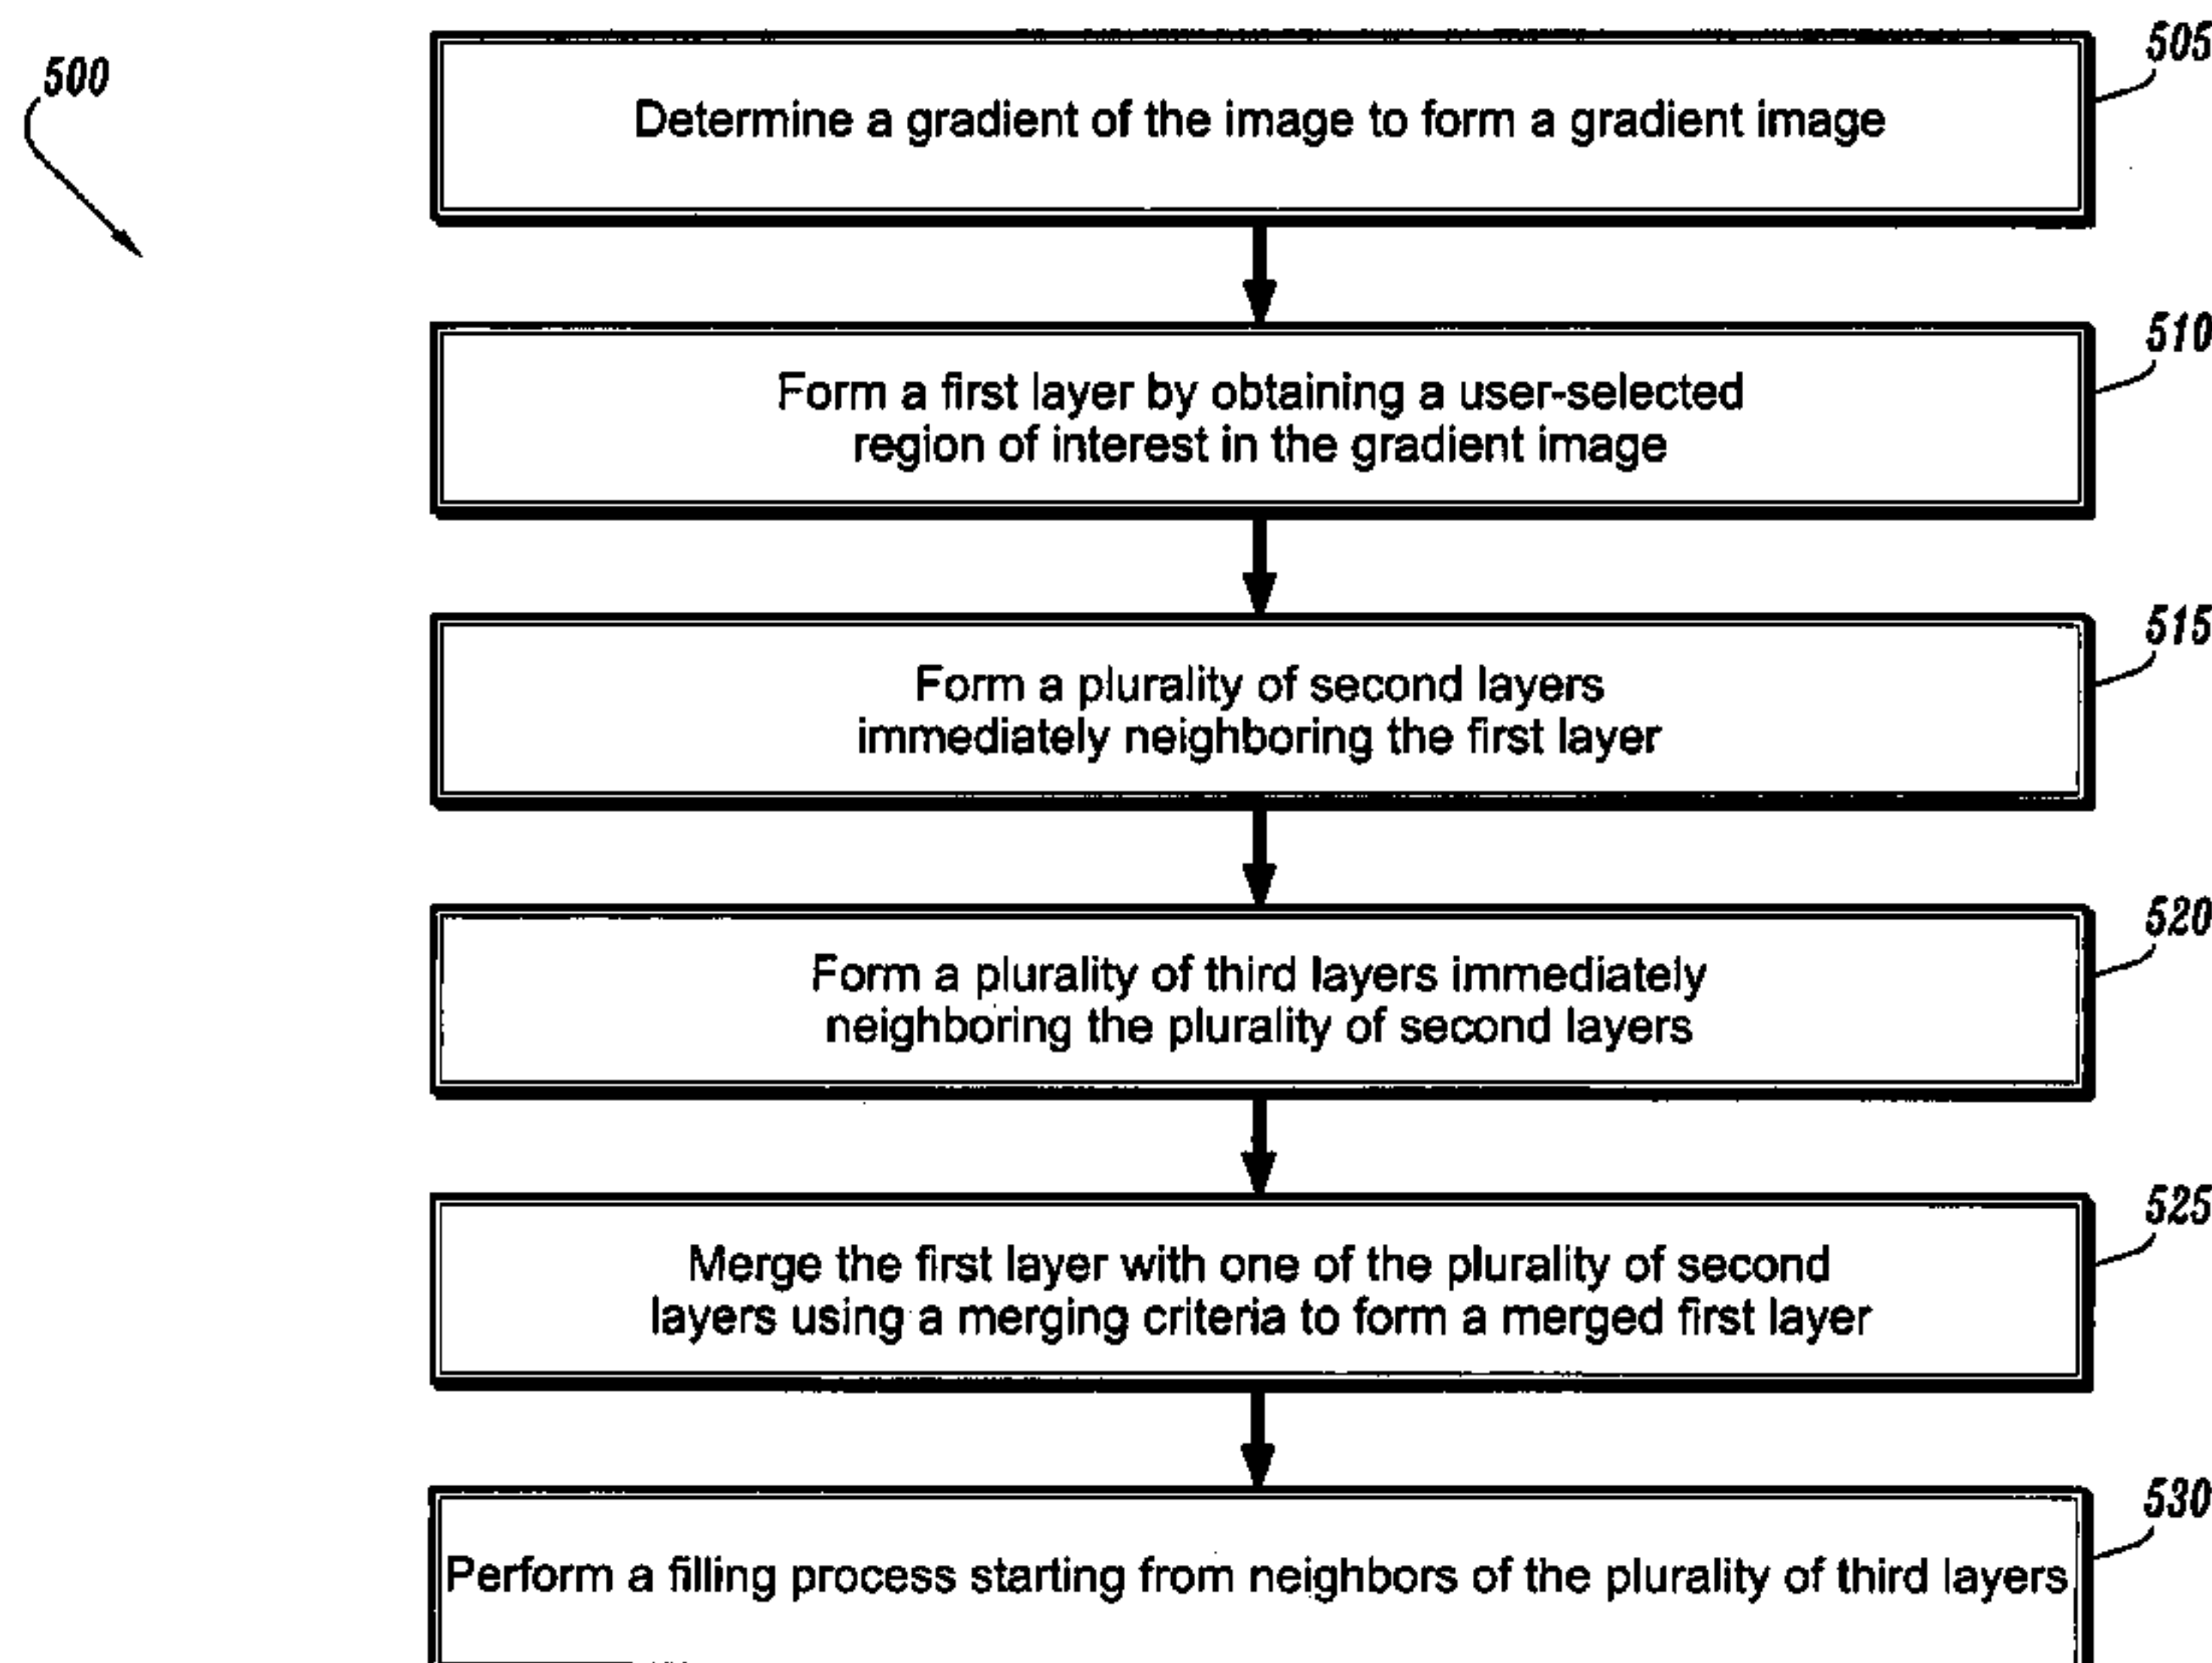 500
505
Determine a gradient of the image to form a gradient image
510
Form a first layer by obtaining a user-selected
region of interest in the gradient image
515
Form a plurality of second layers
immediately neighboring the first layer
520
Form a plurality of third layers immediately
neighboring the plurality of second layers
525
Merge the first layer with one of the plurality of second
layers using a merging criteria to form a merged first layer
530
Perform a filling process starting from neighbors of the plurality of third layers